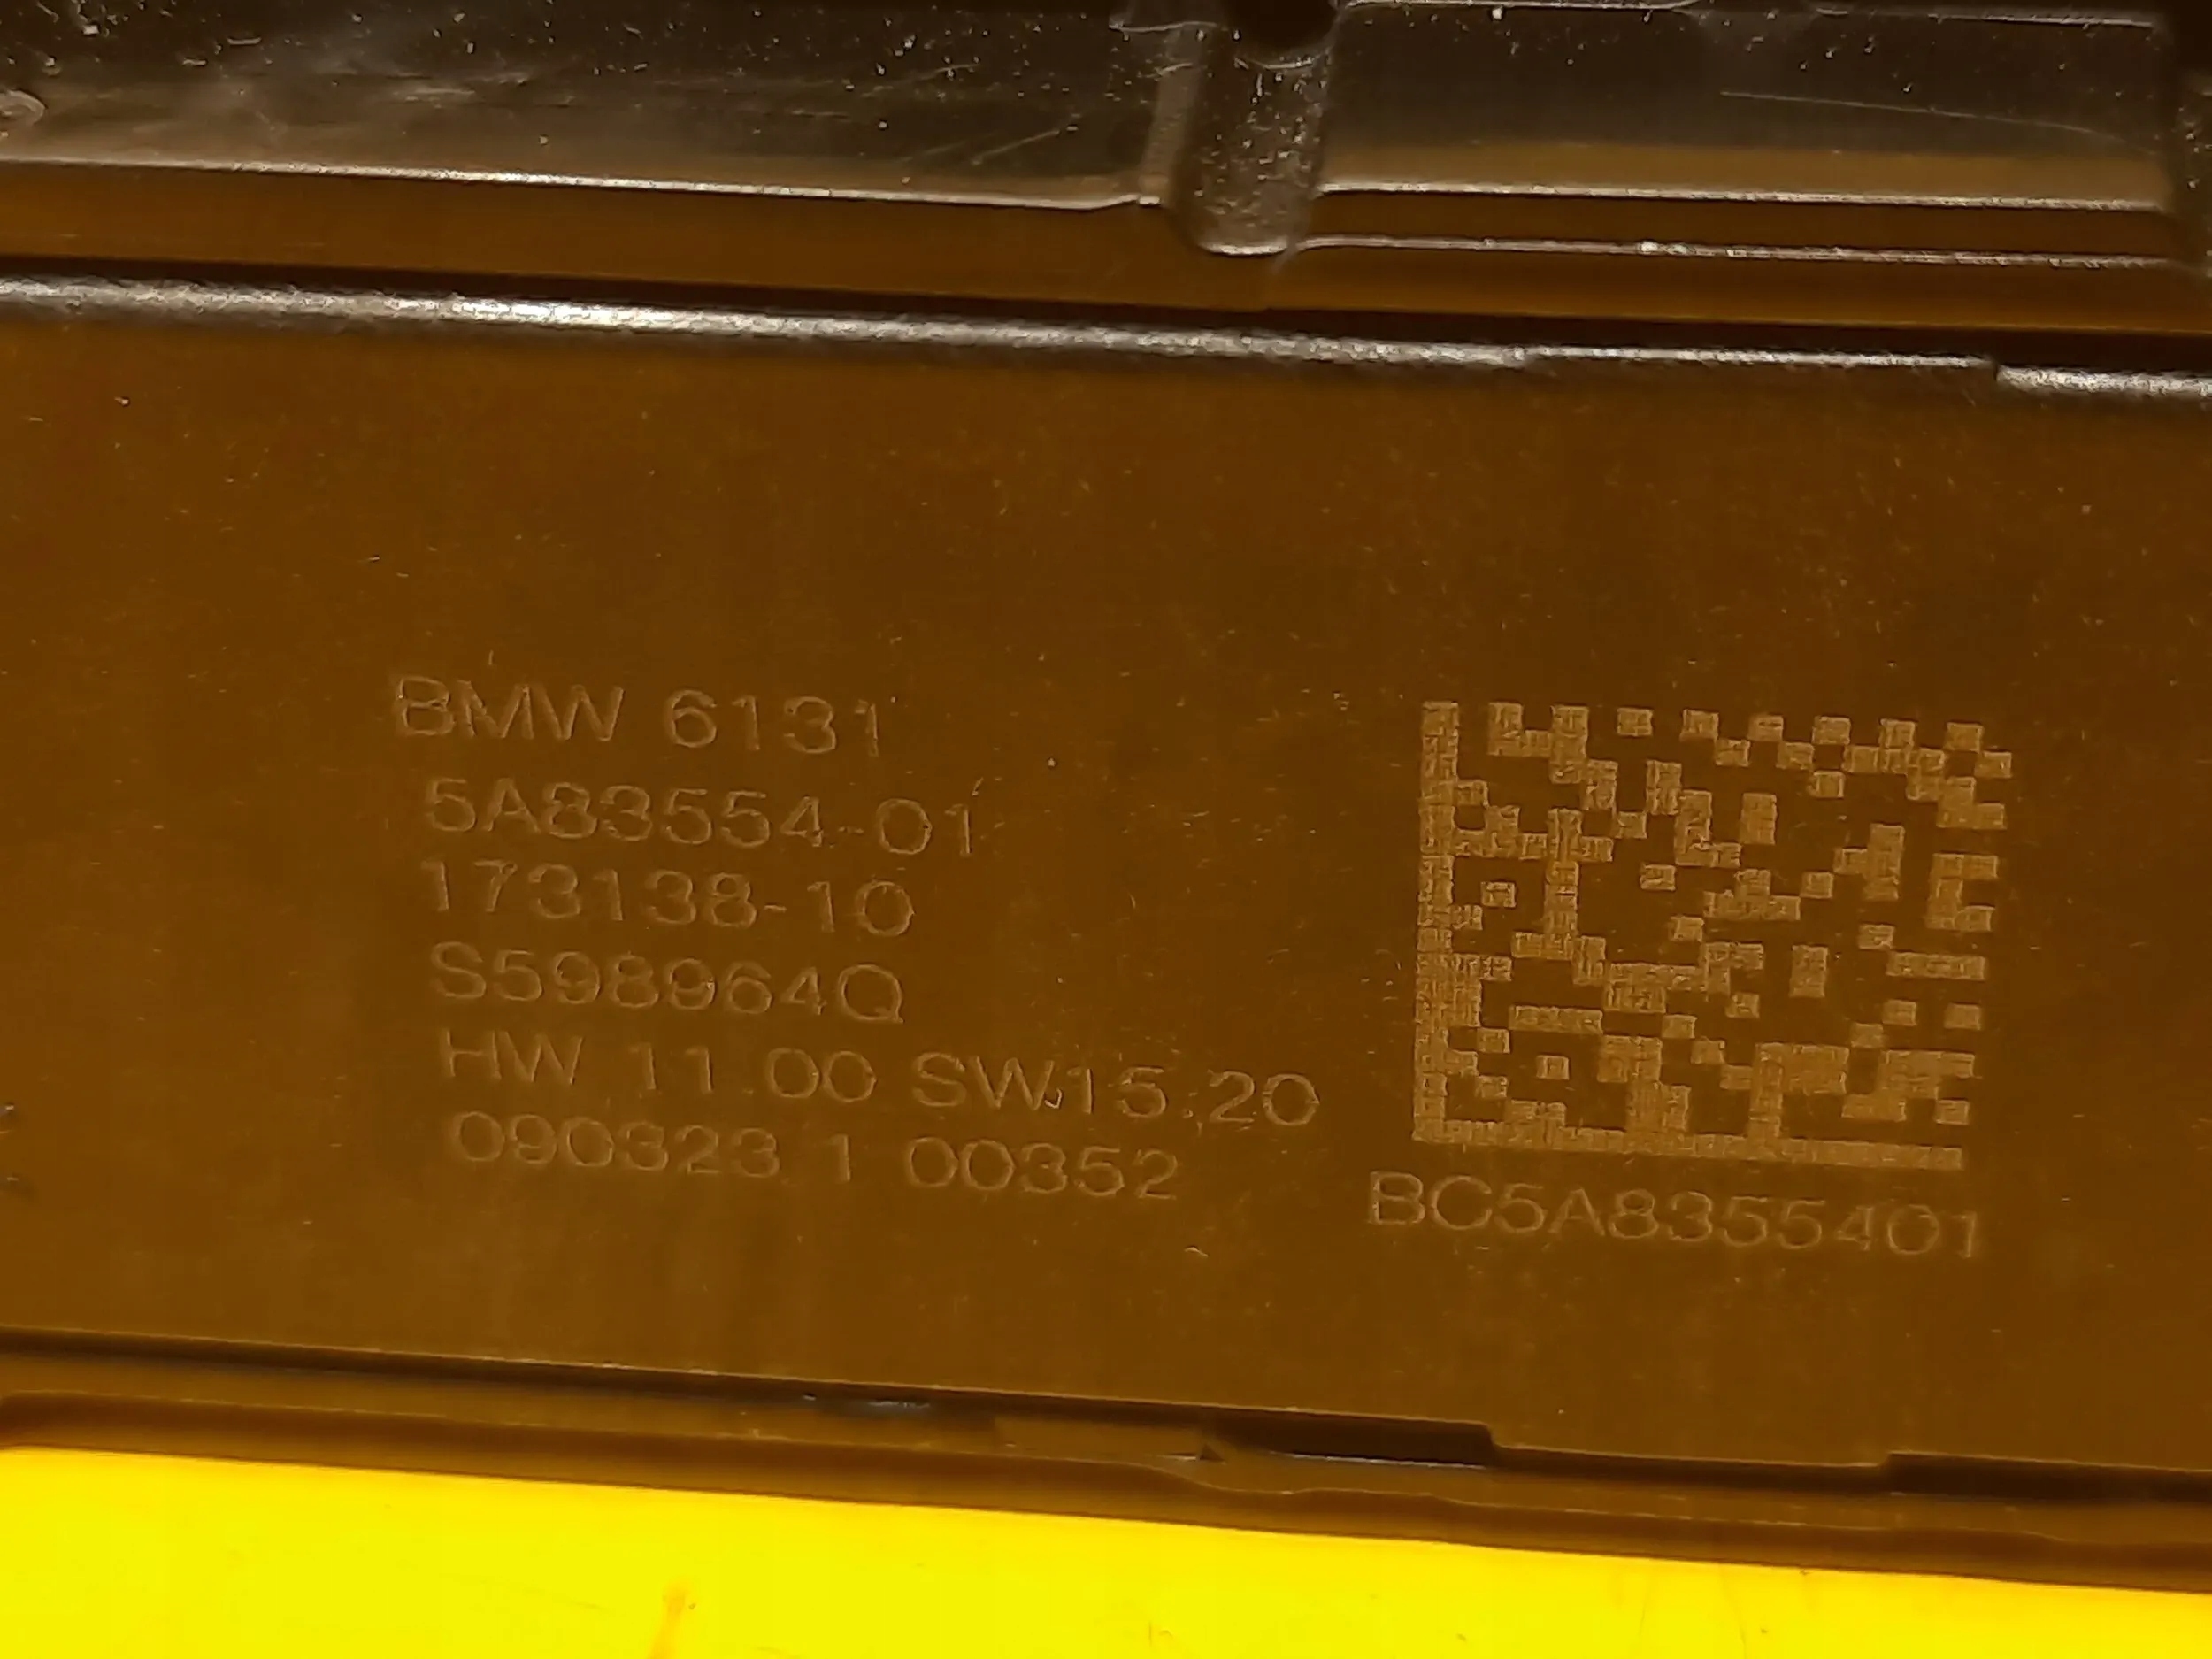 BMW 6131
5A83554-01
173138-10
S598964Q
HW 11.00 SW15.20
090323 1 00352
BC5A8355401